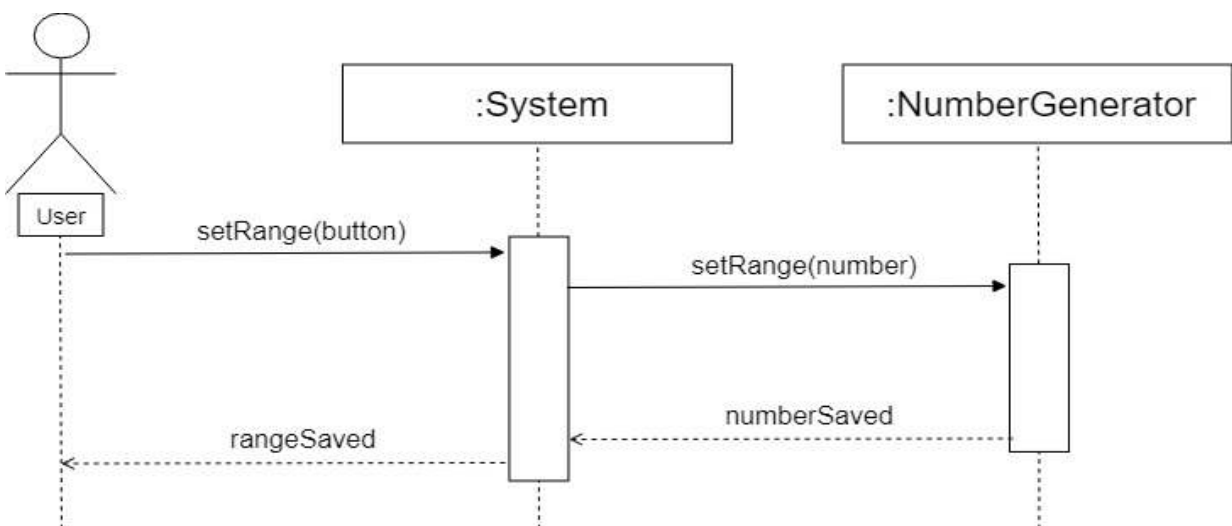 :System
:NumberGenerator
User
setRange(button)
setRange(number)
numberSaved
rangeSaved